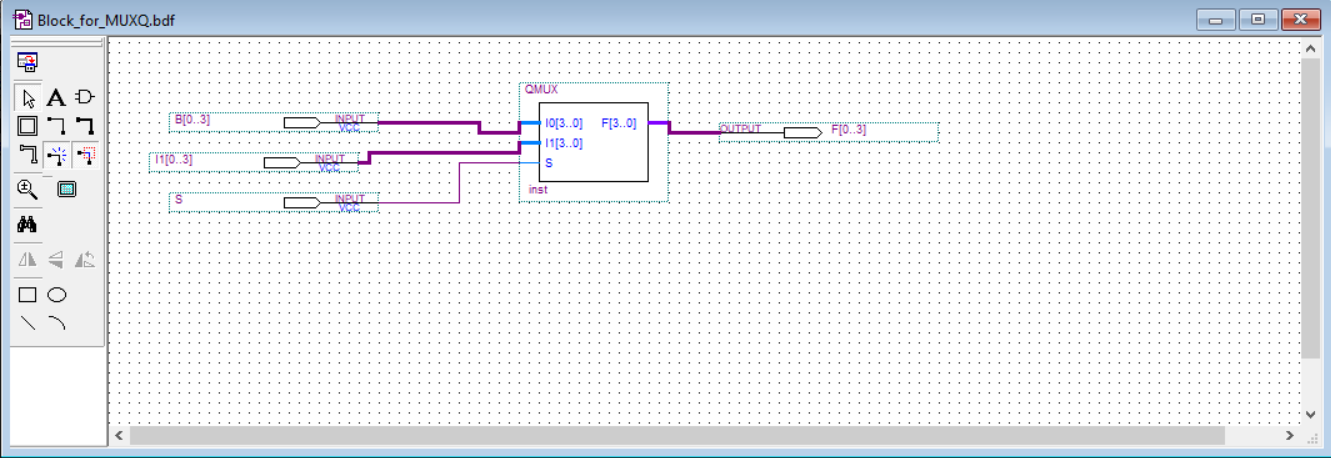 Block_for_MUXQ.bdf
A
QMUX
B[0..3] INPUT VCC
I0[3..0] F[3..0]
OUTPUT F[0..3]
I1[3..0]
I1[0..3] INPUT VCC
S
inst
S INPUT VCC